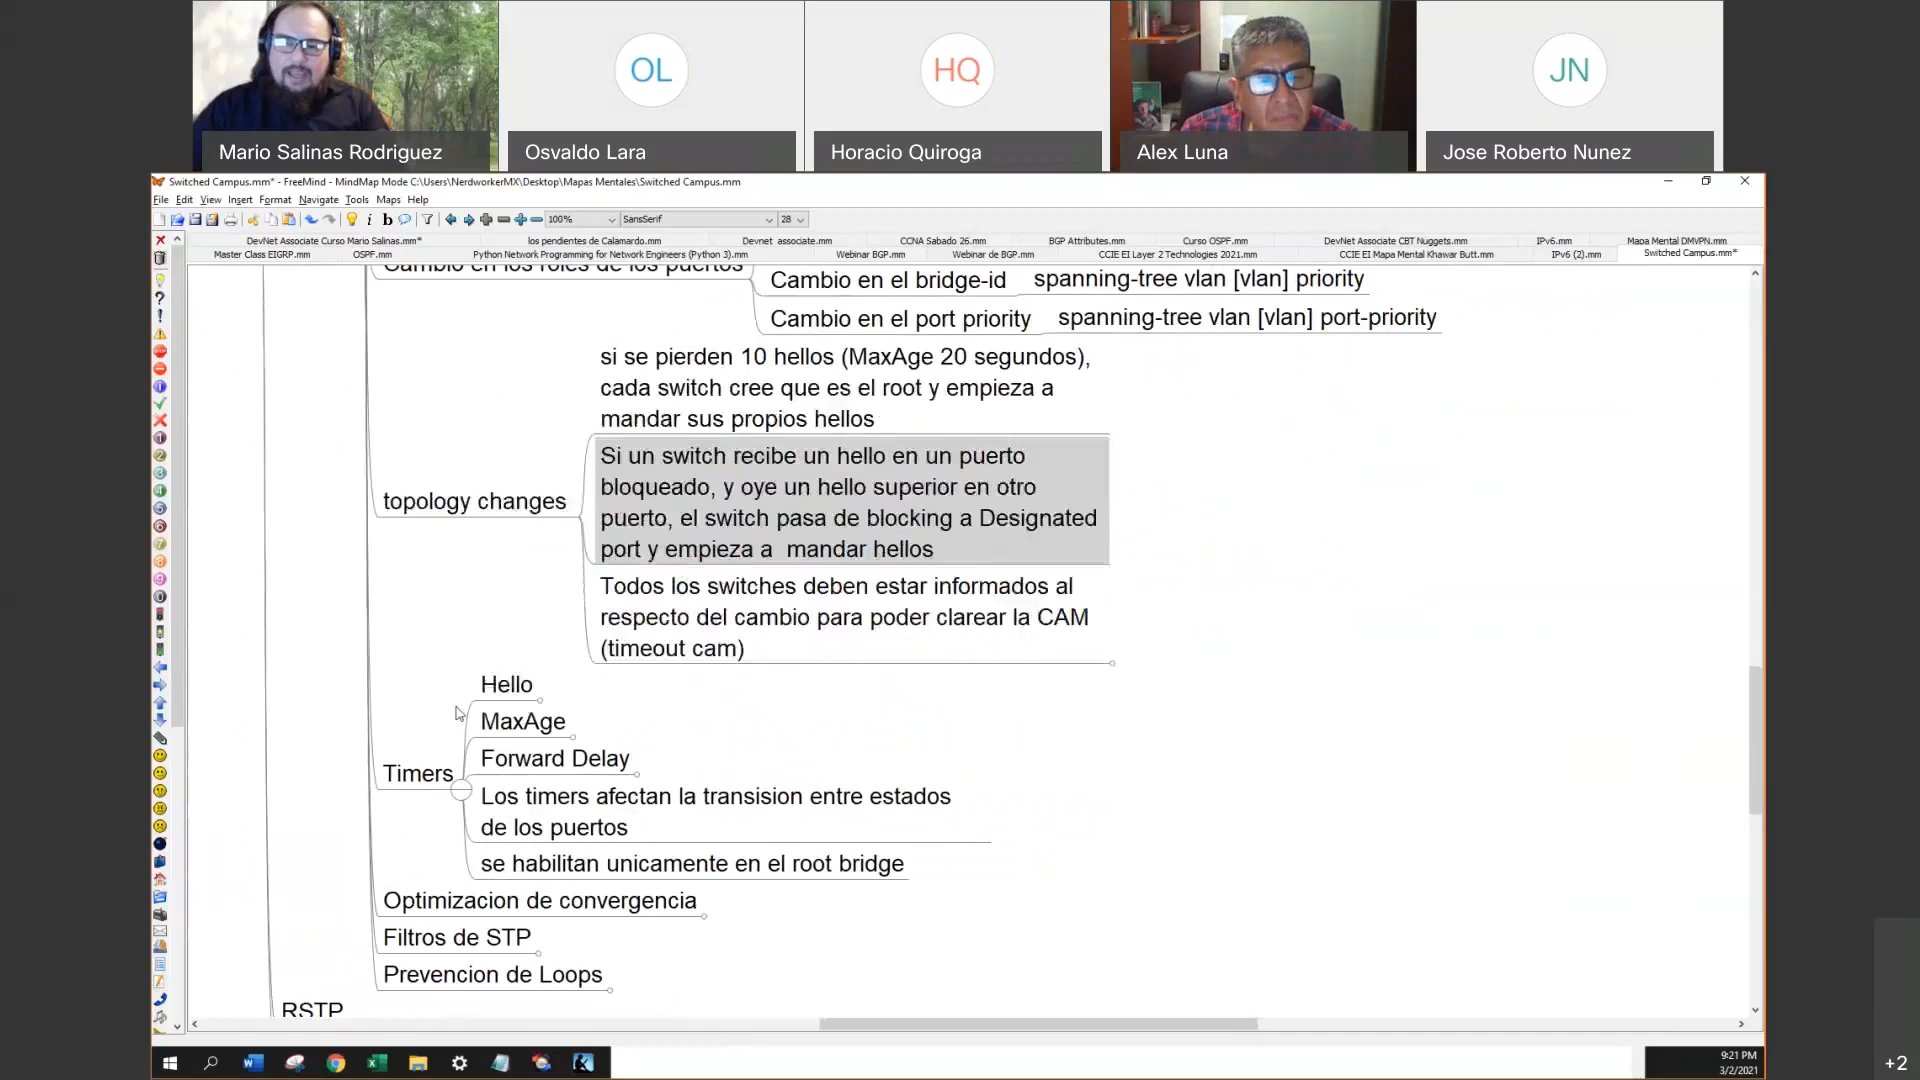 OL
HQ
JN
Mario Salinas Rodriguez
Osvaldo Lara
Horacio Quiroga
Alex Luna
Jose Roberto Nunez
Switched Campus.mm* - FreeMind - MindMap Mode C:\Users\NerdworkerMX\Desktop\Mapas Mentales\Switched Campus.mm)
File Edit View Insert Format Navigate Tools Maps Help
100% SansSerif 28
DevNet Associate Curso Mario Salinas.mm* los pendientes de Calamardo.mm Devnet associate.mm CCNA Sabado 26.mm BGP Attributes.mm Curso OSPF.mm DevNet Associate CBT Nuggets.mm IPv6.mm Mapa Mental DMVPN.mm
Master Class EIGRP.mm OSPF.mm Python Network Programming for Network Engineers (Python 3).mm Webinar BGP.mm Webinar de BGP.mm CCIE EI Layer 2 Technologies 2021.mm CCIE EI Mapa Mental Khawar Butt.mm IPv6 (2).mm Switched Campus.mm*
Cambio en los roles de los puertos
Cambio en el bridge-id spanning-tree vlan [vlan] priority
Cambio en el port priority spanning-tree vlan [vlan] port-priority
si se pierden 10 hellos (MaxAge 20 segundos),
cada switch cree que es el root y empieza a
mandar sus propios hellos
topology changes
Si un switch recibe un hello en un puerto
bloqueado, y oye un hello superior en otro
puerto, el switch pasa de blocking a Designated
port y empieza a mandar hellos
Todos los switches deben estar informados al
respecto del cambio para poder clarear la CAM
(timeout cam)
Timers
Hello
MaxAge
Forward Delay
Los timers afectan la transision entre estados
de los puertos
se habilitan unicamente en el root bridge
Optimizacion de convergencia
Filtros de STP
Prevencion de Loops
RSTP
9:21 PM
3/2/2021
+2